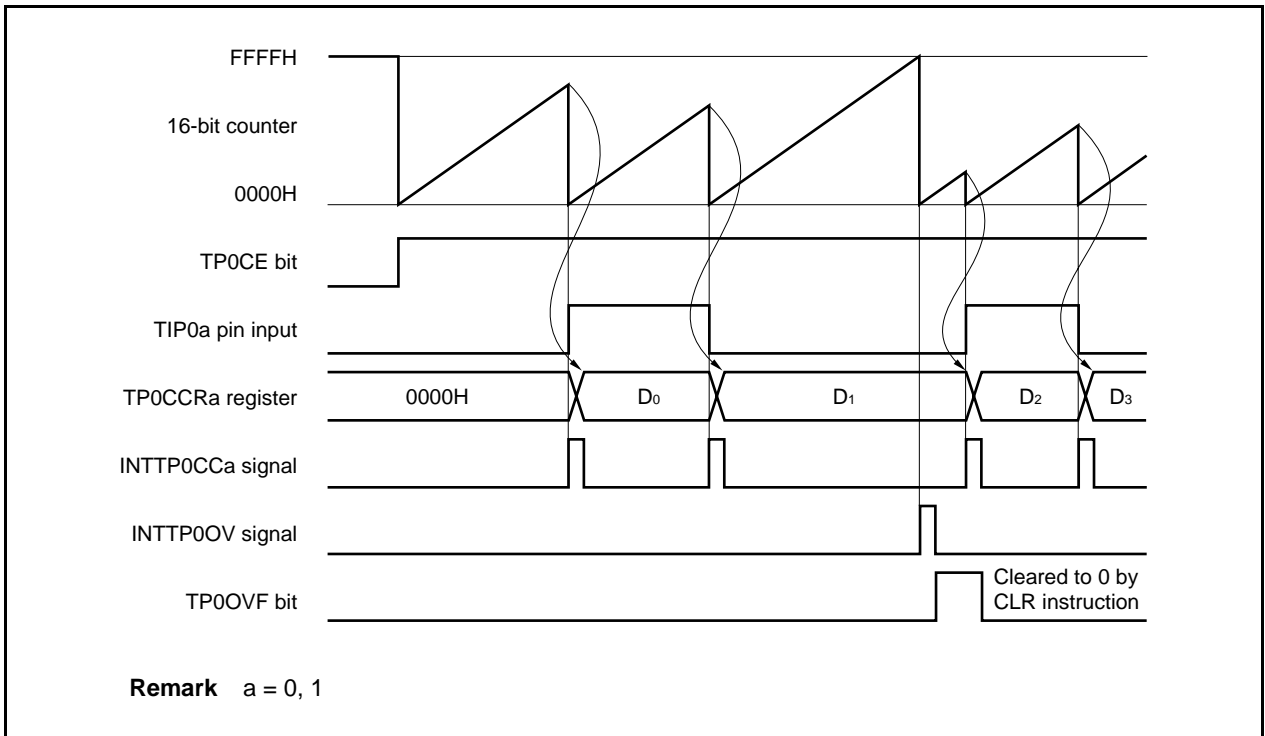 FFFFH
16-bit counter
0000H
TP0CE bit
TIP0a pin input
TP0CCRa register
0000H D0 D1 D2 D3
INTTP0CCa signal
INTTP0OV signal
TP0OVF bit
Cleared to 0 by
CLR instruction
Remark a = 0, 1